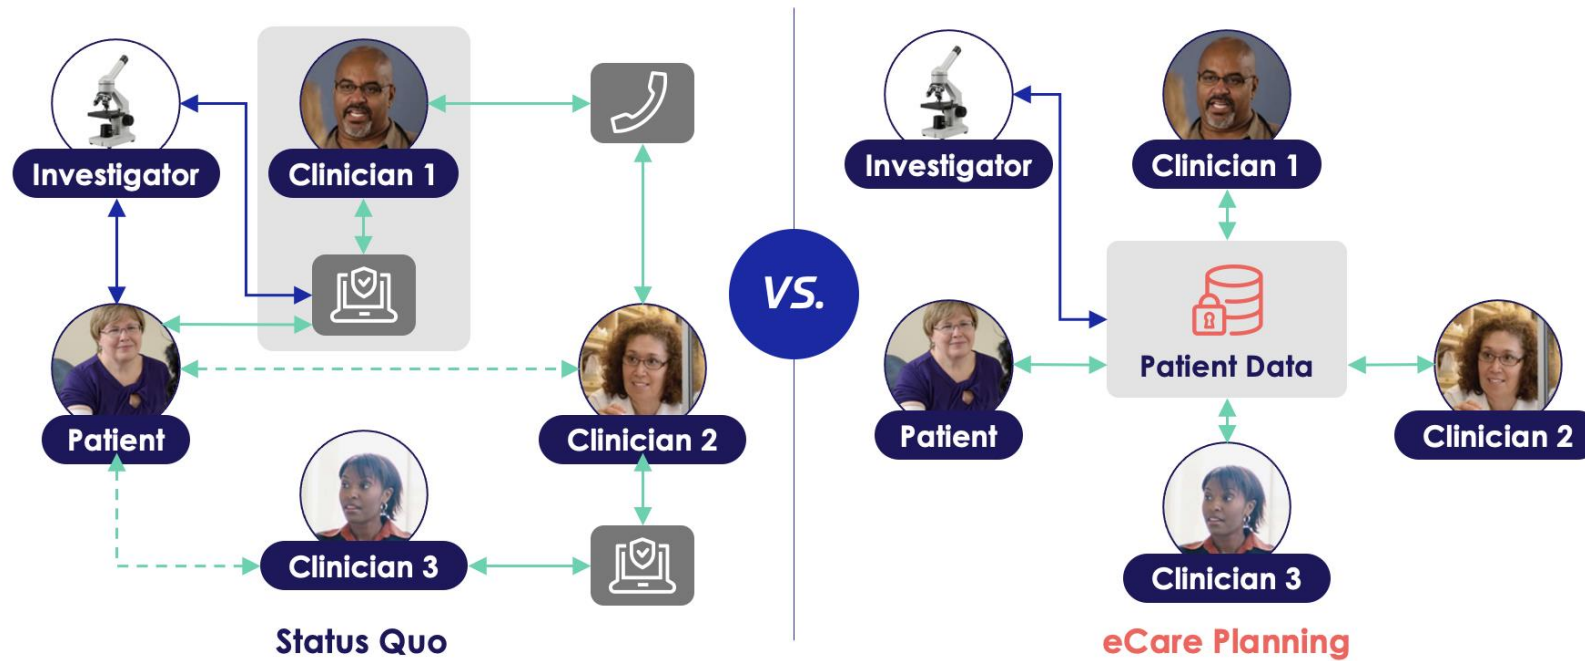 Investigator
Clinician 1
Patient
Clinician 2
Clinician 3
Status Quo
VS.
Investigator
Clinician 1
Patient Data
Patient
Clinician 2
Clinician 3
eCare Planning